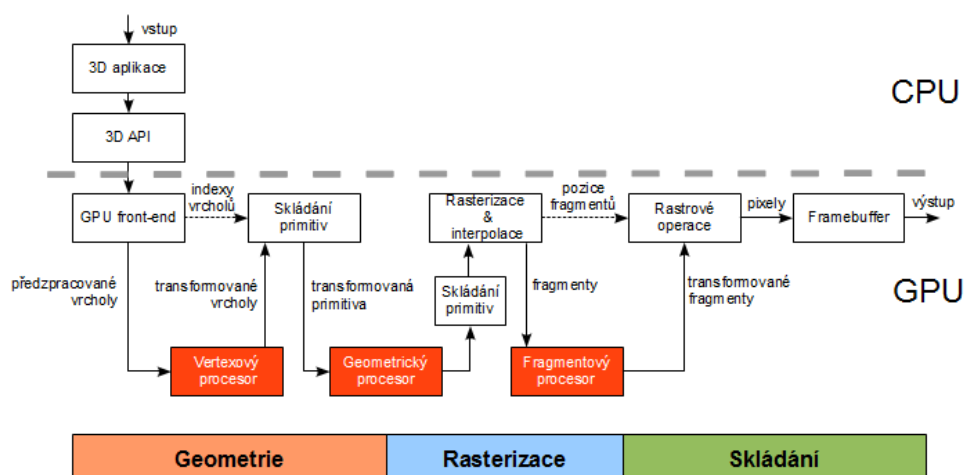 vstup
3D aplikace
CPU
3D API
GPU front-end
indexy
vrcholů
Skládání
primitiv
Rasterizace
&
interpolace
pozice
fragmentů
Rastrové
operace
pixely
Framebuffer
výstup
předzpracované
vrcholy
transformované
vrcholy
transformovaná
primitiva
Skládání
primitiv
fragmenty
transformované
fragmenty
GPU
Vertexový
procesor
Geometrický
procesor
Fragmentový
procesor
Geometrie
Rasterizace
Skládání